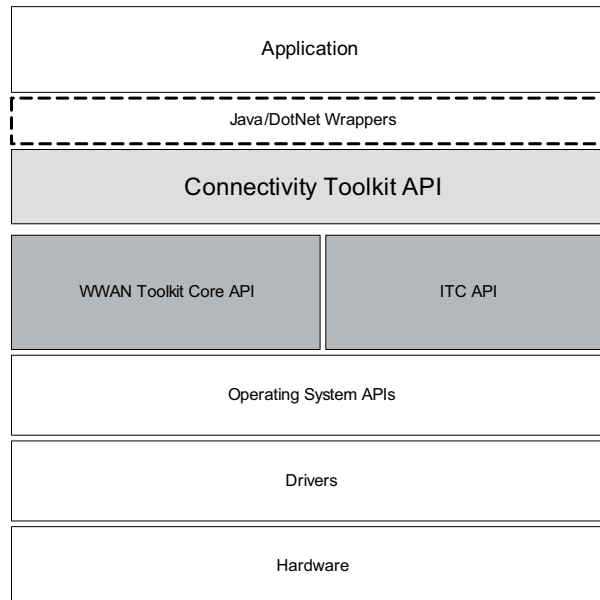 Application
Java/DotNet Wrappers
Connectivity Toolkit API
WWAN Toolkit Core API
ITC API
Operating System APIs
Drivers
Hardware